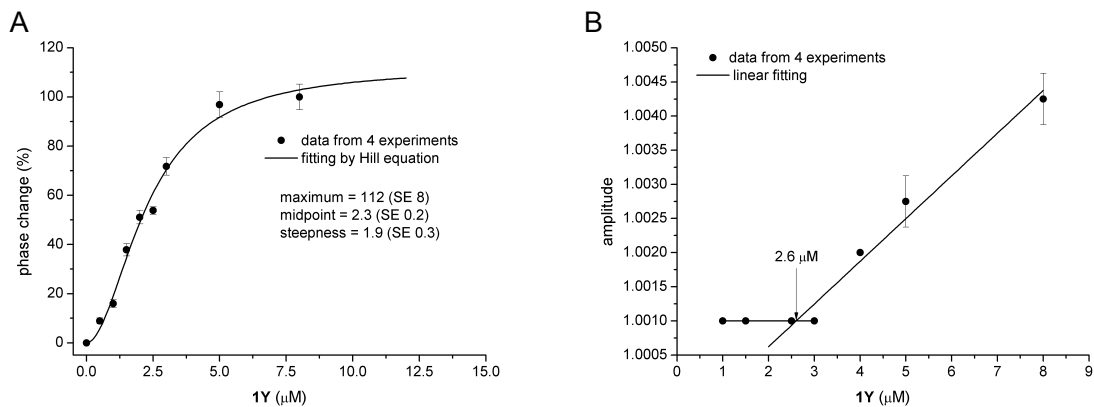 A
120
100
80
60
40
20
0
phase change (%)
data from 4 experiments
fitting by Hill equation
maximum = 112 (SE 8)
midpoint = 2.3 (SE 0.2)
steepness = 1.9 (SE 0.3)
0.0 2.5 5.0 7.5 10.0 12.5 15.0
1Y (μM)
B
1.0050
1.0045
1.0040
1.0035
1.0030
1.0025
1.0020
1.0015
1.0010
1.0005
amplitude
data from 4 experiments
linear fitting
2.6 μM
0 1 2 3 4 5 6 7 8 9
1Y (μM)